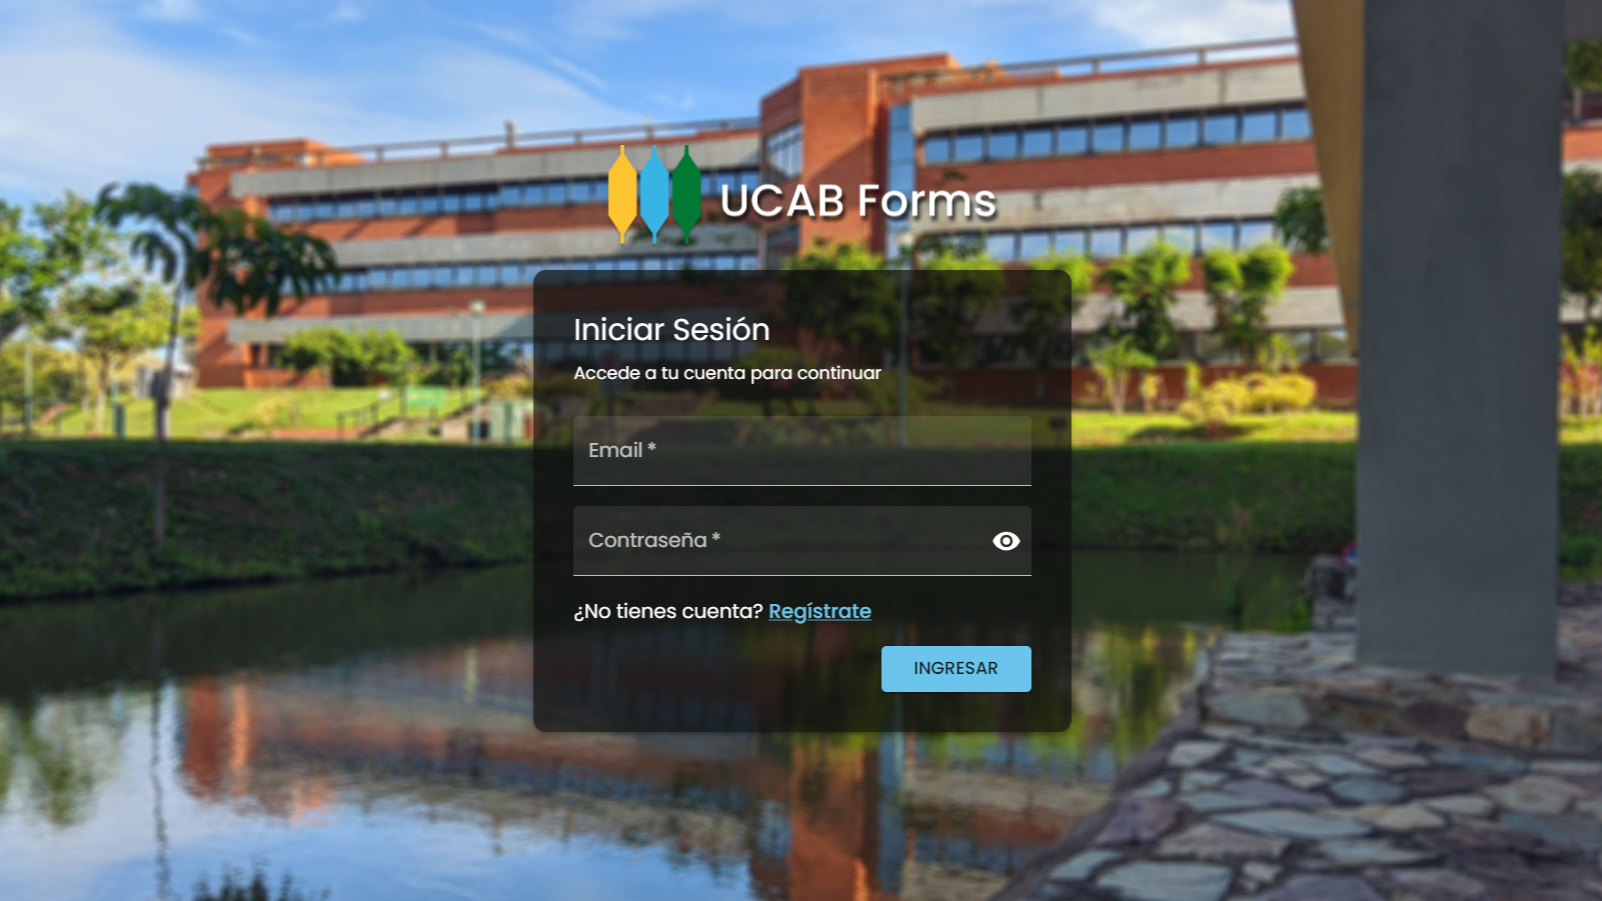 UCAB Forms
Iniciar Sesión
Accede a tu cuenta para continuar
Email *
Contraseña *
¿No tienes cuenta? Regístrate
INGRESAR